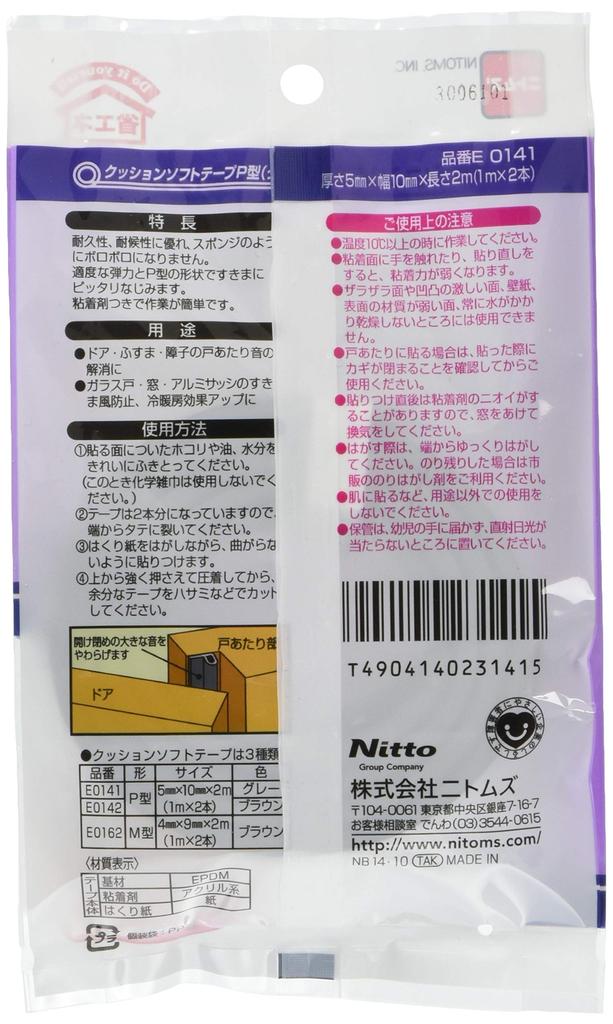 NITOMS, INC
ニトムズ
3006101
Do it yourself
省エネ
クッションソフトテープP型(
品番E 0141
厚さ5mm×幅10mm×長さ2m(1m×2本)
特長
耐久性、耐候性に優れ、スポンジのよう
にボロボロになりません。
適度な弾力とP型の形状ですきまに
ピッタリなじみます。
粘着剤つきで作業が簡単です。
用途
●ドア・ふすま・障子の戸あたり音の
解消に
●ガラス戸・窓・アルミサッシのすき
ま風防止、冷暖房効果アップに
使用方法
①貼る面についたホコリや油、水分を
きれいにふきとってください。
(このとき化学雑巾は使用しないでく
ださい。)
②テープは2本分になっていますので、
端からタテに裂いてください。
③はくり紙をはがしながら、曲がらな
いように貼りつけます。
④上から強く押さえて圧着してから、
余分なテープをハサミなどでカット
してください。
開け閉めの大きな音を
やわらげます
戸あたり部
ドア
●クッションソフトテープは3種類
品番 形 サイズ 色
E0141 P型 5mm×10mm×2m (1m×2本) グレー
E0142 ブラウン
E0162 M型 4mm×9mm×2m (1m×2本) ブラウン
〈材質表示〉
テープ本体 基材 EPDM
粘着剤 アクリル系
はくり紙 紙
プラ 個装袋:PP
ご使用上の注意
●温度10℃以上の時に作業してください。
●粘着面に手を触れたり、貼り直しを
すると、粘着力が弱くなります。
●ザラザラ面や凹凸の激しい面、壁紙、
表面の材質が弱い面、常に水がかか
り乾燥しないところには使用できま
せん。
●戸あたりに貼る場合は、貼った際に
カギが閉まることを確認してからご
使用ください。
●貼りつけ直後は粘着剤のニオイがす
ることがありますので、窓をあけて
換気をしてください。
●はがす際は、端からゆっくりはがし
てください。のり残りした場合は市
販ののりはがし剤をご利用ください。
●肌に貼るなど、用途以外での使用を
しないでください。
●保管は、幼児の手に届かず、直射日光が
当たらないところに置いてください。
T4904140231415
Nitto
Group Company
株式会社ニトムズ
〒104-0061 東京都中央区銀座7-16-7
お客様相談室 でんわ(03)3544-0615
http://www.nitoms.com/
NB14・10 TAK MADE IN